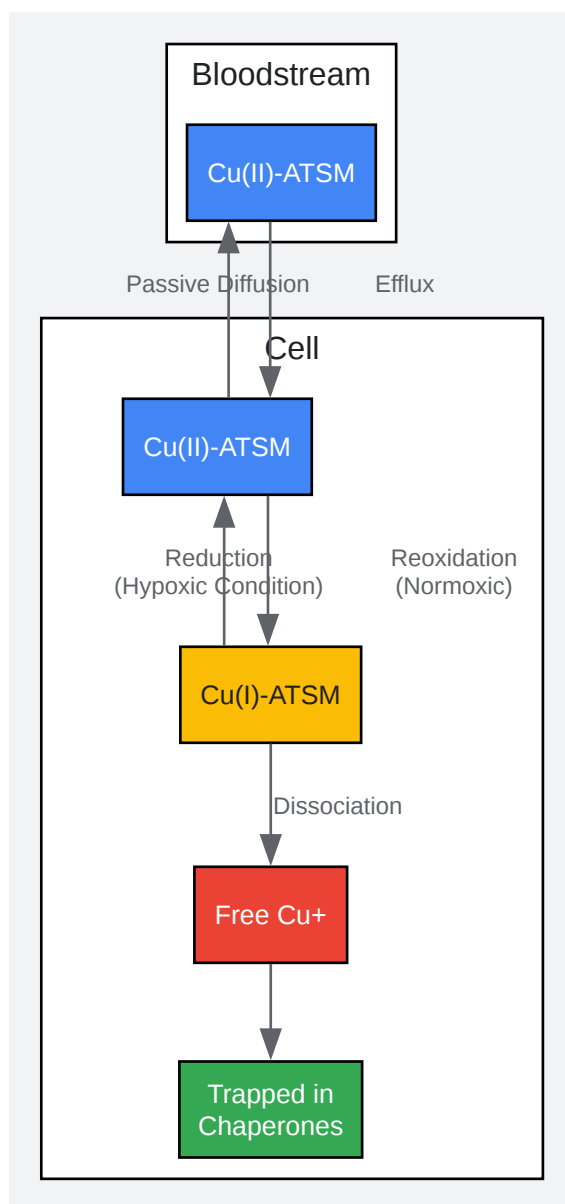 Bloodstream
Cu(II)-ATSM
Passive Diffusion
Efflux
Cell
Cu(II)-ATSM
Reduction
(Hypoxic Condition)
Reoxidation
(Normoxic)
Cu(I)-ATSM
Dissociation
Free Cu+
Trapped in
Chaperones